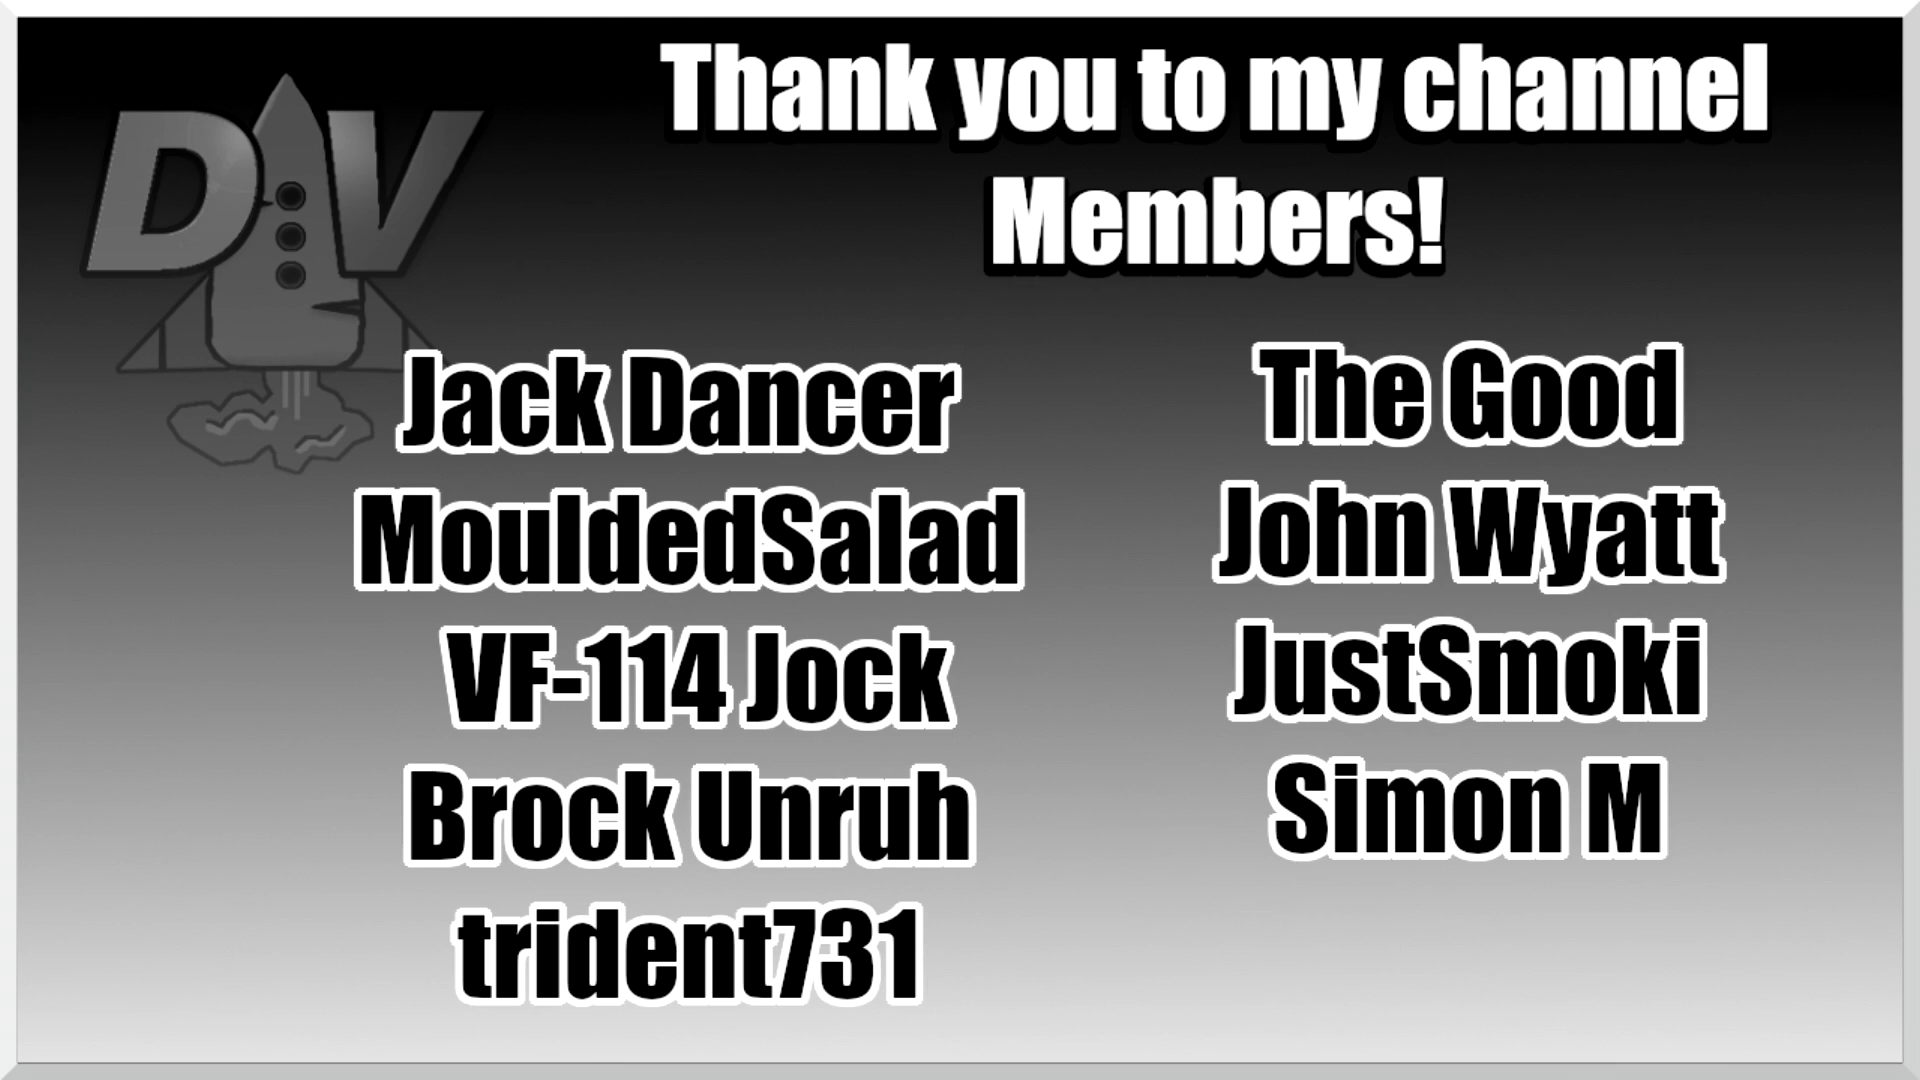 DAV
Thank you to my channel
Members!
Jack Dancer
MouldedSalad
VF-114 Jock
Brock Unruh
trident731
The Good
John Wyatt
JustSmoki
Simon M